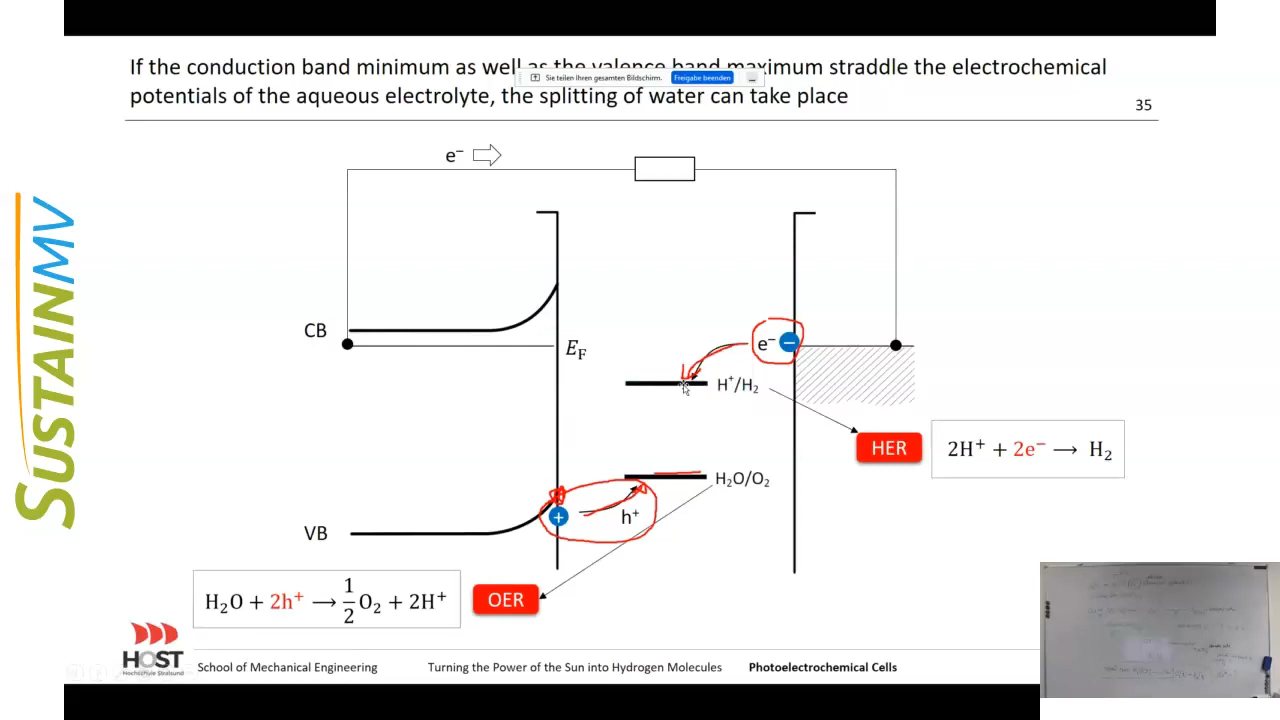 If the conduction band minimum as well as the valence band maximum straddle the electrochemical
potentials of the aqueous electrolyte, the splitting of water can take place
Sie teilen Ihren gesamten Bildschirm. Freigabe beenden
35
e⁻
CB
E_F
e⁻ −
H⁺/H₂
HER
2H⁺ + 2e⁻ ⟶ H₂
H₂O/O₂
+ h⁺
VB
H₂O + 2h⁺ ⟶ 1/2 O₂ + 2H⁺
OER
SUSTAINMV
HOST
Hochschule Stralsund
School of Mechanical Engineering Turning the Power of the Sun into Hydrogen Molecules Photoelectrochemical Cells